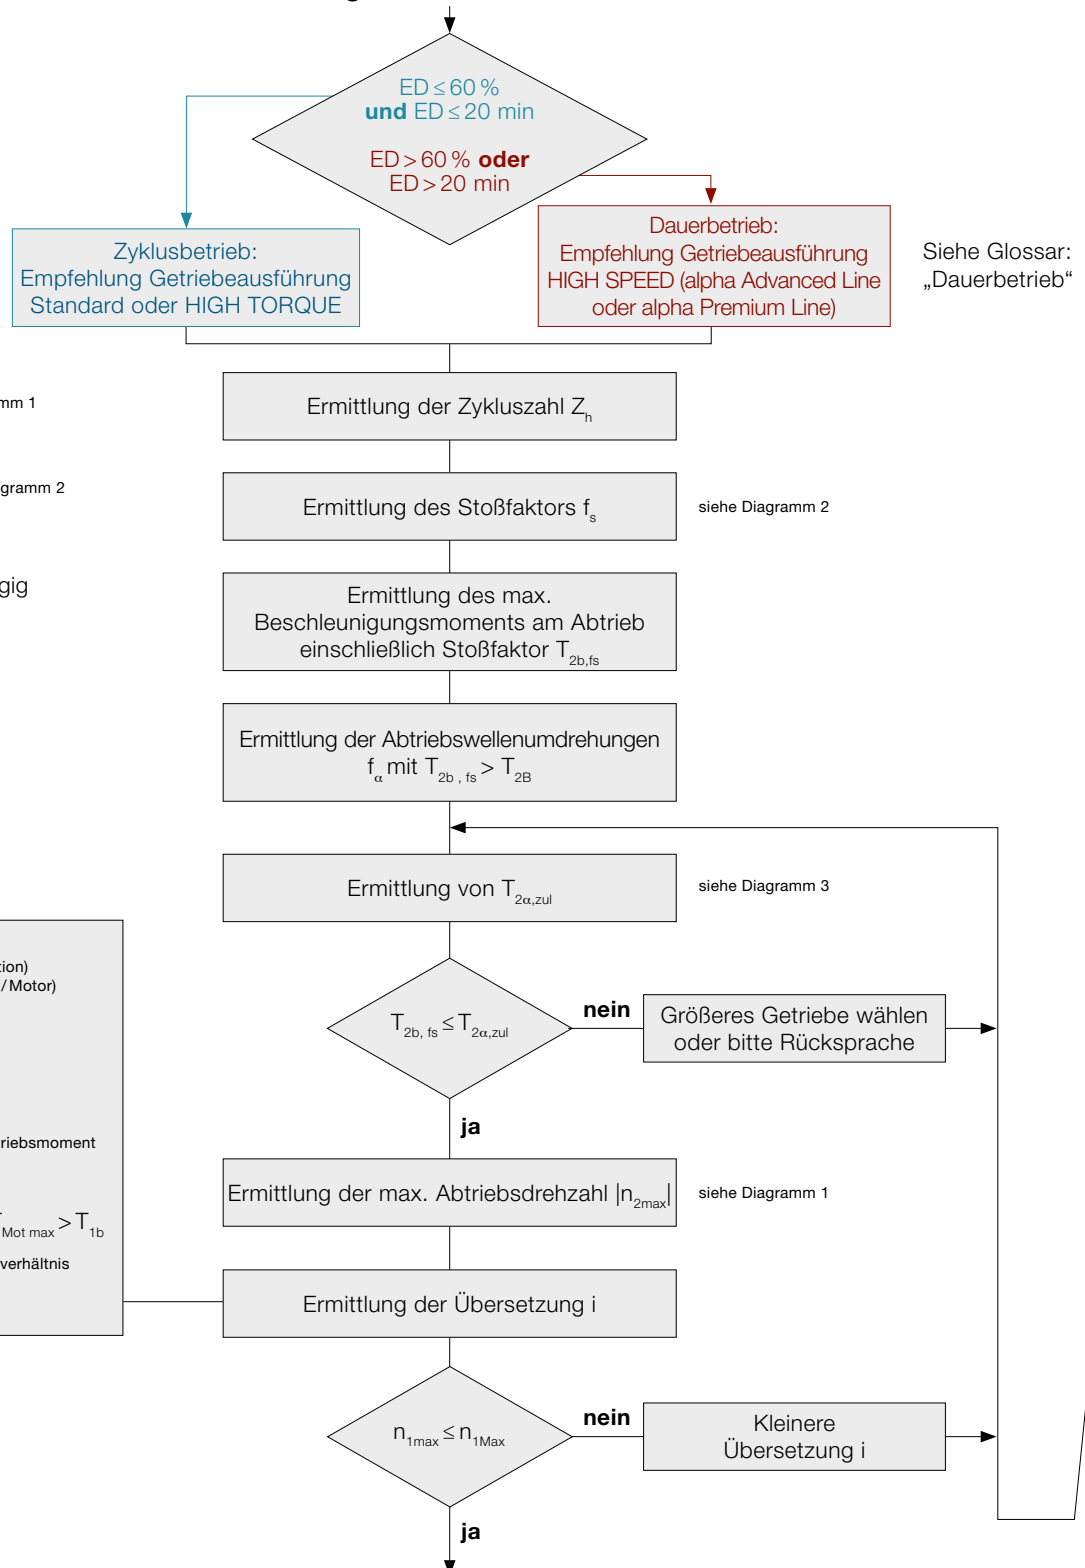 ED ≤ 60 %
und ED ≤ 20 min
ED > 60 % oder
ED > 20 min
Zyklusbetrieb:
Empfehlung Getriebeausführung
Standard oder HIGH TORQUE
Dauerbetrieb:
Empfehlung Getriebeausführung
HIGH SPEED (alpha Advanced Line
oder alpha Premium Line)
Siehe Glossar:
„Dauerbetrieb“
Ermittlung der Zykluszahl Zh
mm 1
Ermittlung des Stoßfaktors fs
siehe Diagramm 2
agramm 2
gig
Ermittlung des max.
Beschleunigungsmoments am Abtrieb
einschließlich Stoßfaktor T2b,fs
Ermittlung der Abtriebswellenumdrehungen
fα mit T2b , fs > T2B
Ermittlung von T2α,zul
siehe Diagramm 3
tion)
/ Motor)
T2b, fs ≤ T2α,zul
nein
Größeres Getriebe wählen
oder bitte Rücksprache
ja
triebsmoment
Ermittlung der max. Abtriebsdrehzahl |n2max|
siehe Diagramm 1
TMot max > T1b
verhältnis
Ermittlung der Übersetzung i
n1max ≤ n1Max
nein
Kleinere
Übersetzung i
ja